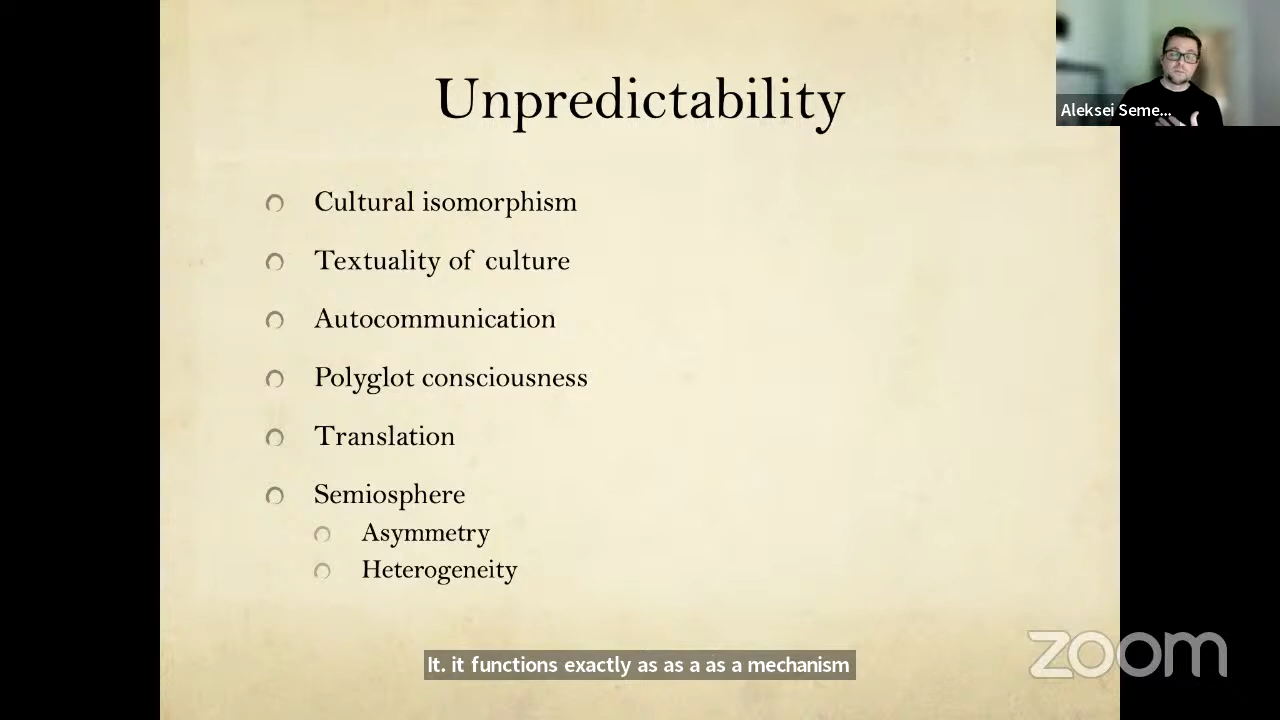 Unpredictability
Aleksei Seme...
Cultural isomorphism
Textuality of culture
Autocommunication
Polyglot consciousness
Translation
Semiosphere
Asymmetry
Heterogeneity
It. it functions exactly as as a as a mechanism
zoom